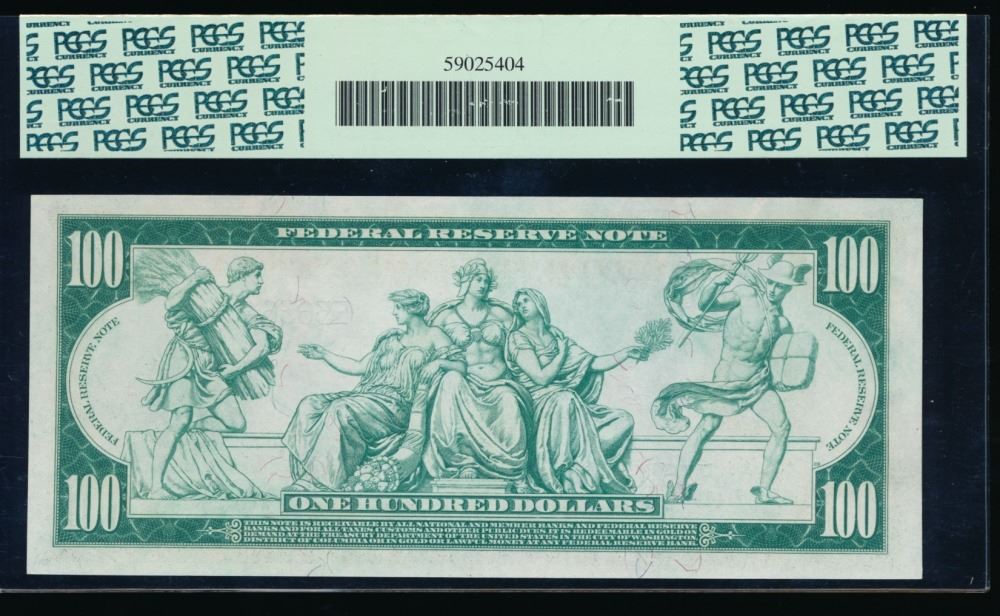 PCGS CURRENCY
59025404
100
FEDERAL RESERVE NOTE
100
FEDERAL RESERVE NOTE
FEDERAL RESERVE NOTE
100
ONE HUNDRED DOLLARS
100
THIS NOTE IS RECEIVABLE BY ALL NATIONAL AND MEMBER BANKS AND FEDERAL RESERVE
BANKS AND FOR ALL TAXES, CUSTOMS AND OTHER PUBLIC DUES. IT IS REDEEMABLE IN GOLD ON
DEMAND AT THE TREASURY DEPARTMENT OF THE UNITED STATES IN THE CITY OF WASHINGTON,
DISTRICT OF COLUMBIA OR IN GOLD OR LAWFUL MONEY AT ANY FEDERAL RESERVE BANK.